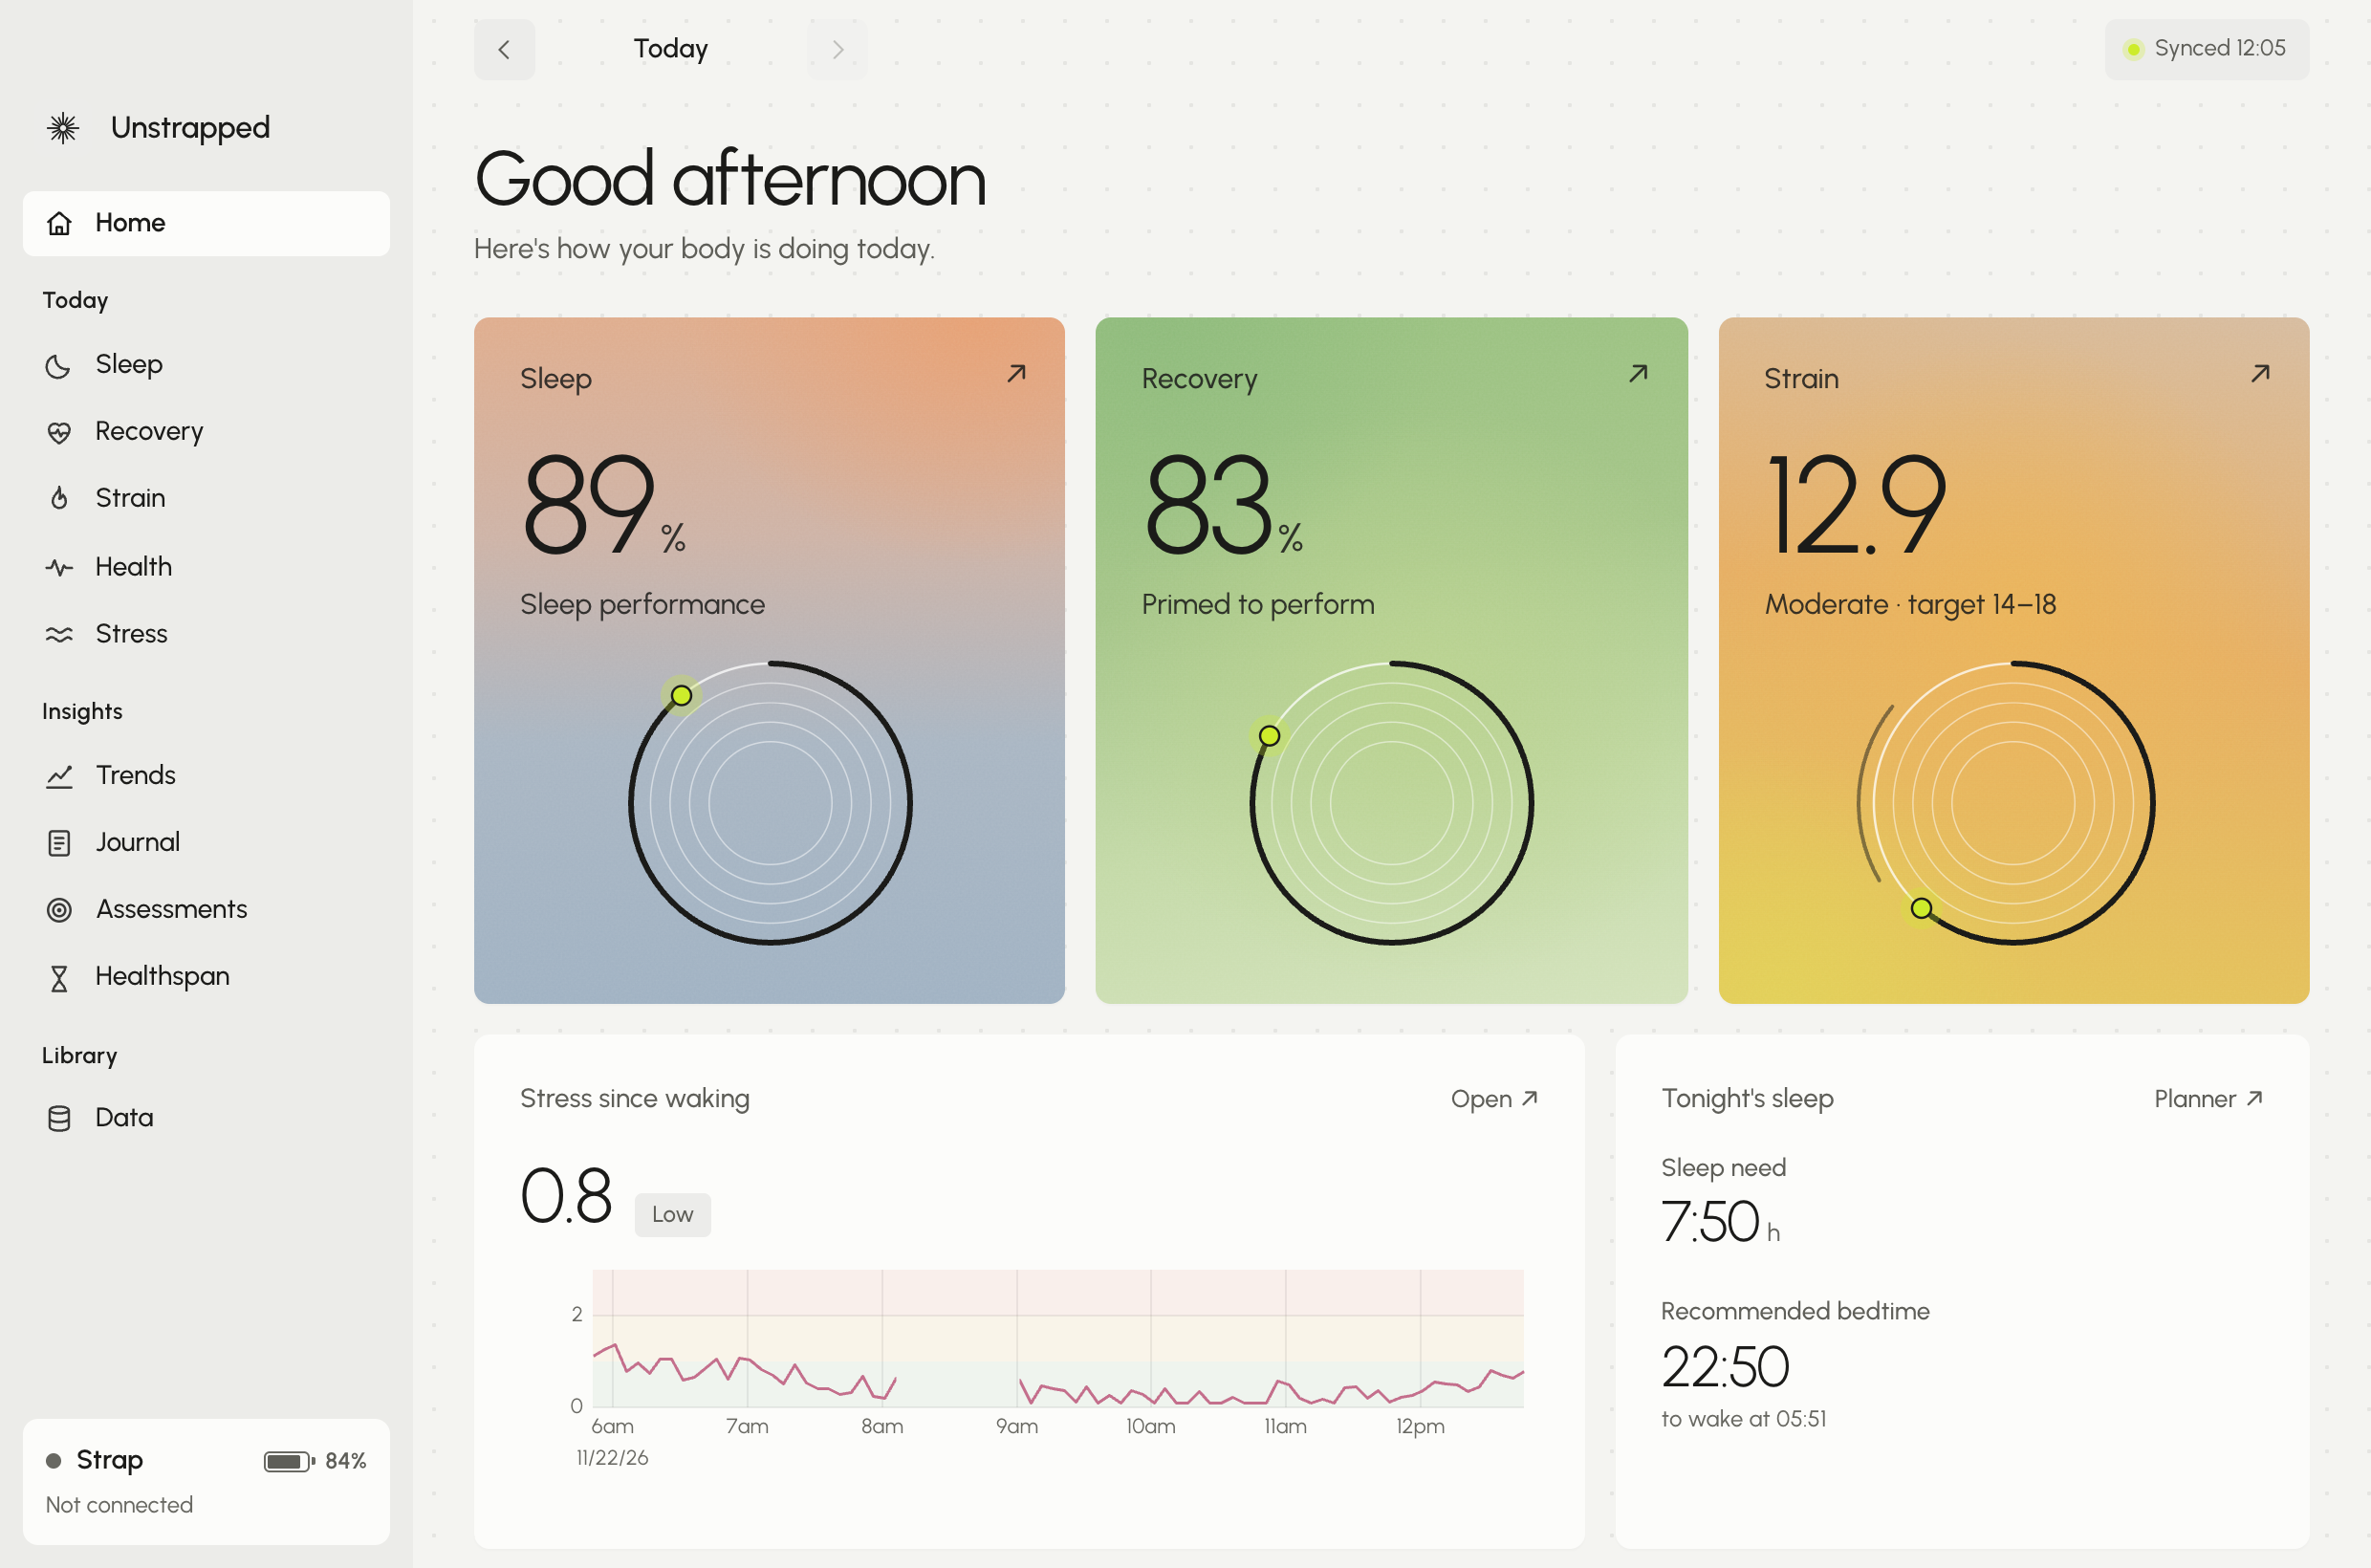 Unstrapped
Home
Today
Sleep
Recovery
Strain
Health
Stress
Insights
Trends
Journal
Assessments
Healthspan
Library
Data
Strap
84%
Not connected
Today
Synced 12:05
Good afternoon
Here's how your body is doing today.
Sleep
89%
Sleep performance
Recovery
83%
Primed to perform
Strain
12.9
Moderate · target 14–18
Stress since waking
Open
0.8
Low
2
0
6am 7am 8am 9am 10am 11am 12pm
11/22/26
Tonight's sleep
Planner
Sleep need
7:50 h
Recommended bedtime
22:50
to wake at 05:51